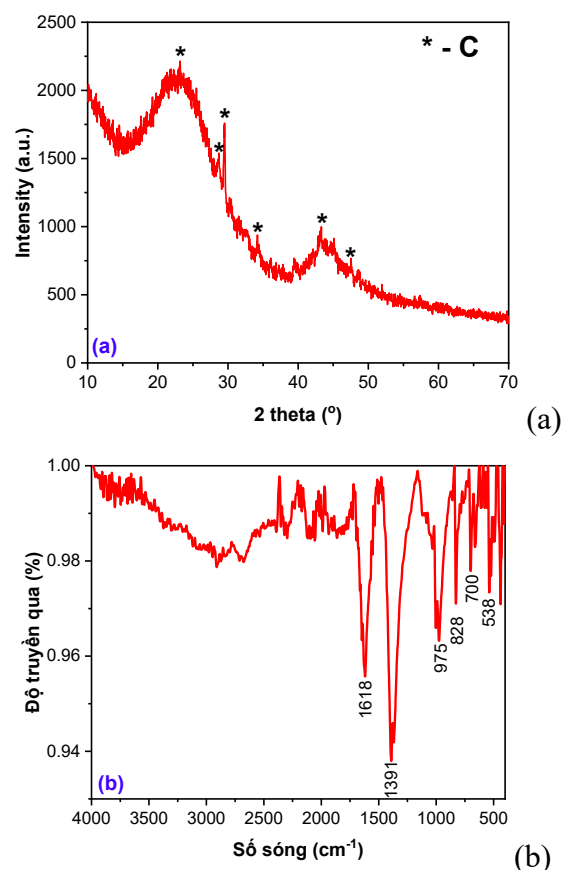 2500
2000
1500
1000
500
0
Intensity (a.u.)
* - C
*
*
*
*
*
*
(a)
10 20 30 40 50 60 70
2 theta (º)
(a)
1.00
0.98
0.96
0.94
Độ truyền qua (%)
1618
1391
975
828
700
538
(b)
4000 3500 3000 2500 2000 1500 1000 500
Số sóng (cm⁻¹)
(b)